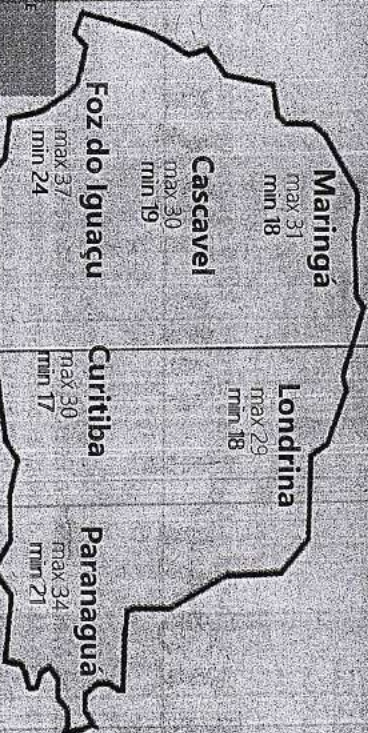 Maringá
max 31
min 18
Londrina
max 29
min 18
Cascavel
max 30
min 19
Foz do Iguaçu
max 37
min 24
Curitiba
max 30
min 17
Paranaguá
max 34
min 21